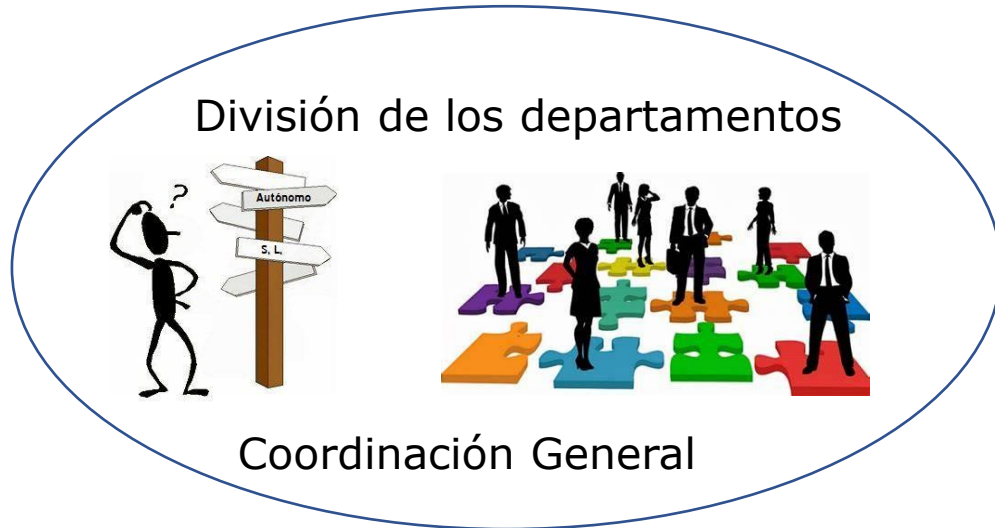 División de los departamentos
?
Autónomo
S. L.
Coordinación General